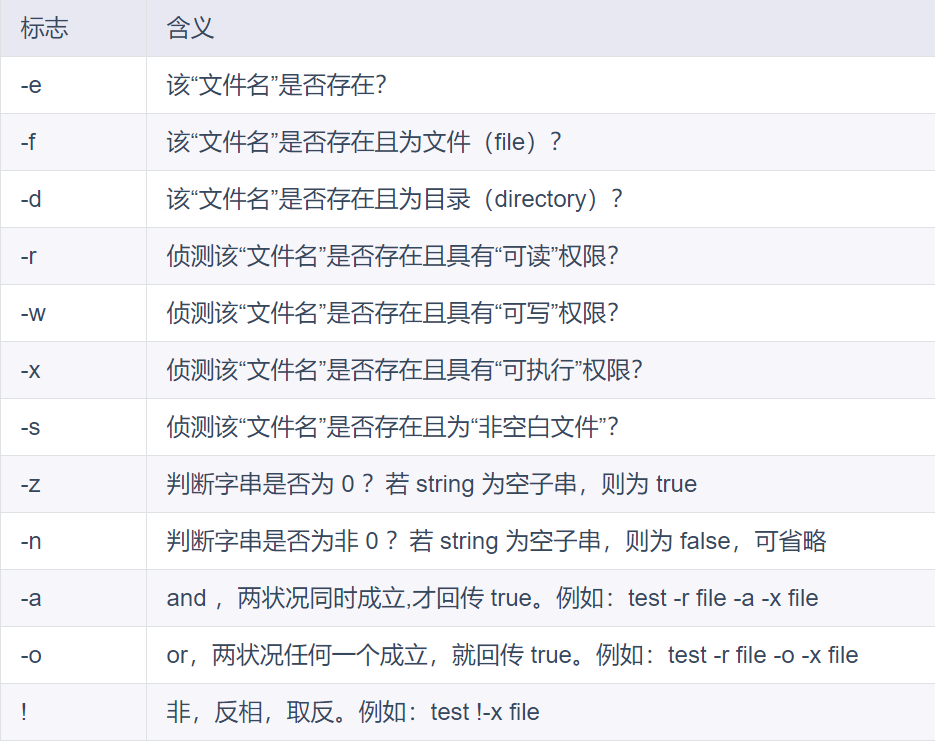 标志 含义
-e 该“文件名”是否存在？
-f 该“文件名”是否存在且为文件（file）？
-d 该“文件名”是否存在且为目录（directory）？
-r 侦测该“文件名”是否存在且具有“可读”权限？
-w 侦测该“文件名”是否存在且具有“可写”权限？
-x 侦测该“文件名”是否存在且具有“可执行”权限？
-s 侦测该“文件名”是否存在且为“非空白文件”？
-z 判断字串是否为 0 ？若 string 为空子串，则为 true
-n 判断字串是否为非 0 ？若 string 为空子串，则为 false，可省略
-a and ，两状况同时成立,才回传 true。例如：test -r file -a -x file
-o or，两状况任何一个成立，就回传 true。例如：test -r file -o -x file
! 非，反相，取反。例如：test !-x file